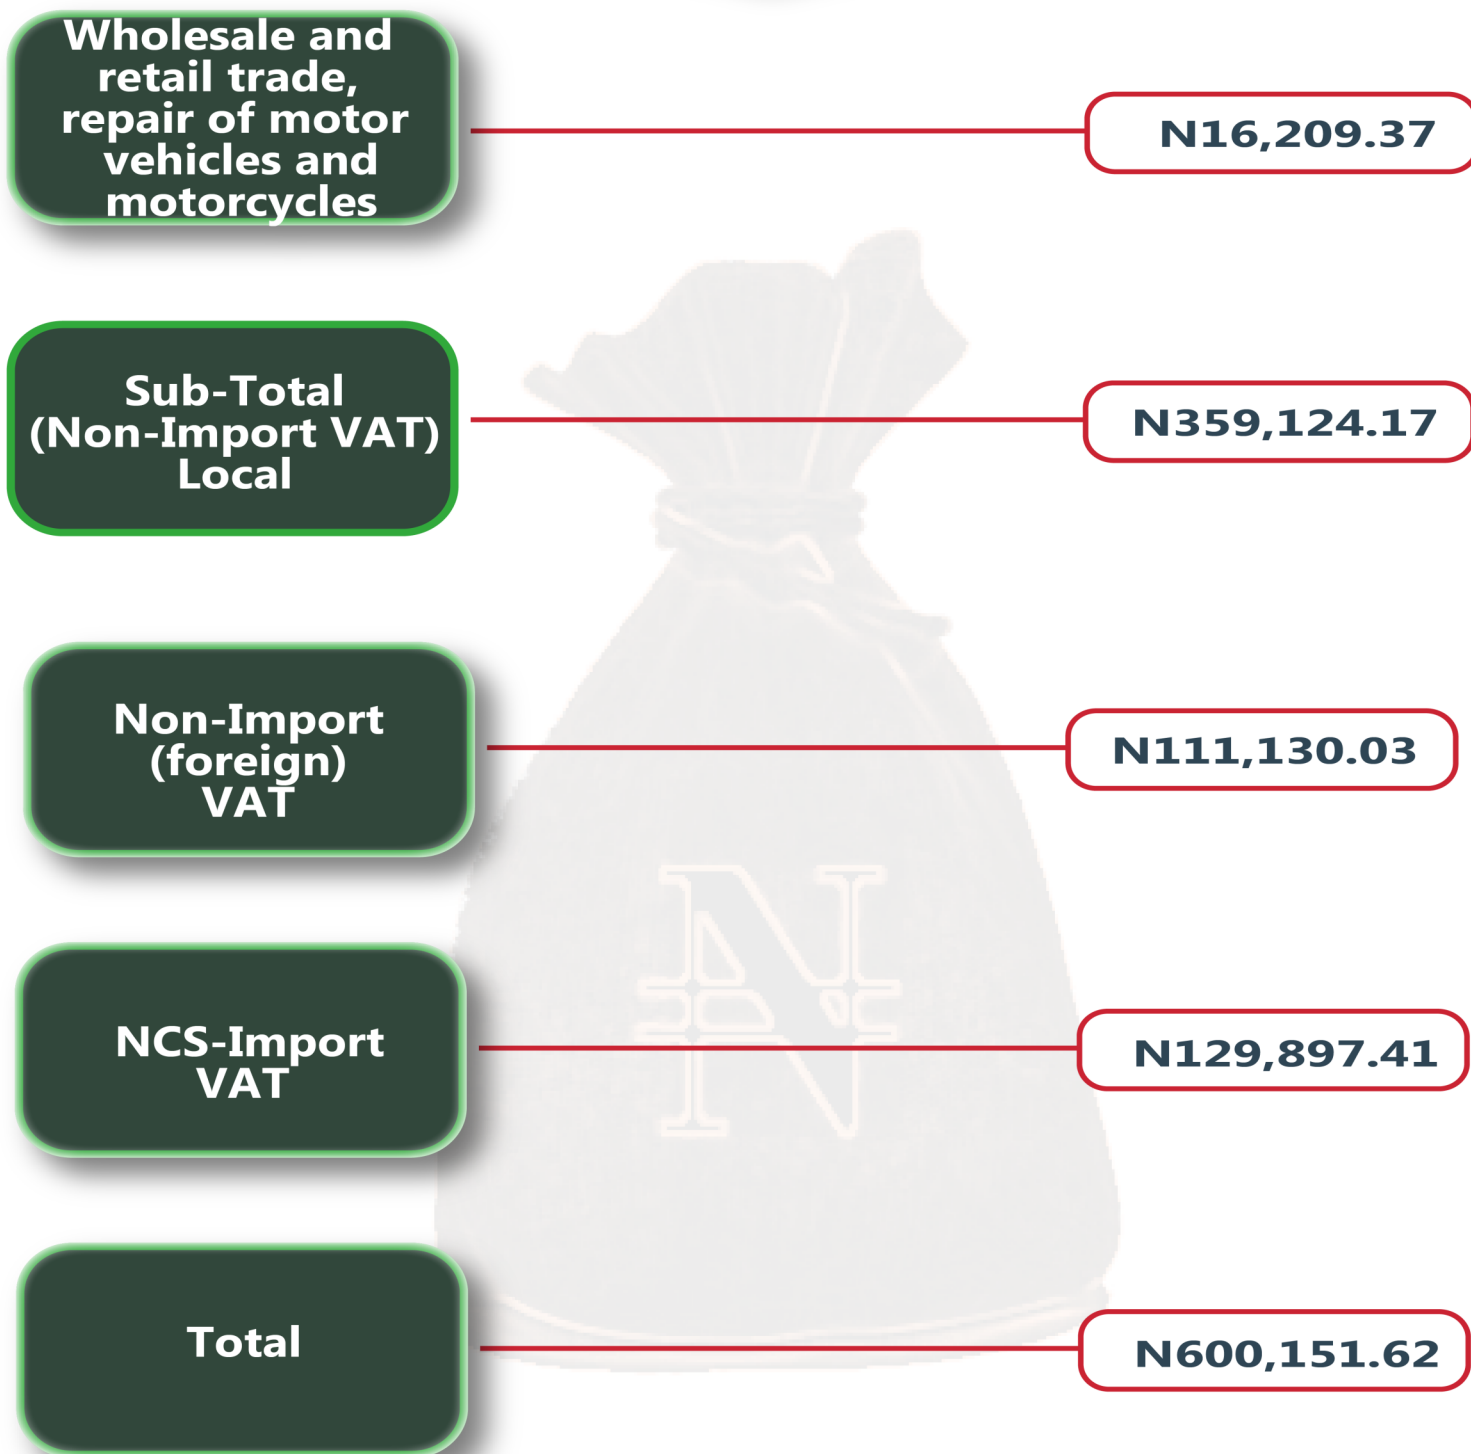 Wholesale and
retail trade,
repair of motor
vehicles and
motorcycles
N16,209.37
Sub-Total
(Non-Import VAT)
Local
N359,124.17
Non-Import
(foreign)
VAT
N111,130.03
N
NCS-Import
VAT
N129,897.41
Total
N600,151.62